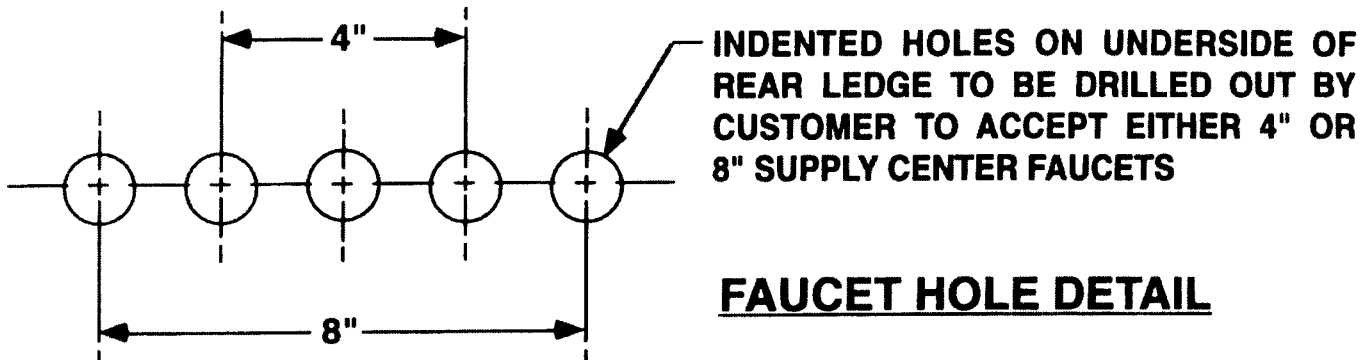 4"
INDENTED HOLES ON UNDERSIDE OF
REAR LEDGE TO BE DRILLED OUT BY
CUSTOMER TO ACCEPT EITHER 4" OR
8" SUPPLY CENTER FAUCETS
FAUCET HOLE DETAIL
8"